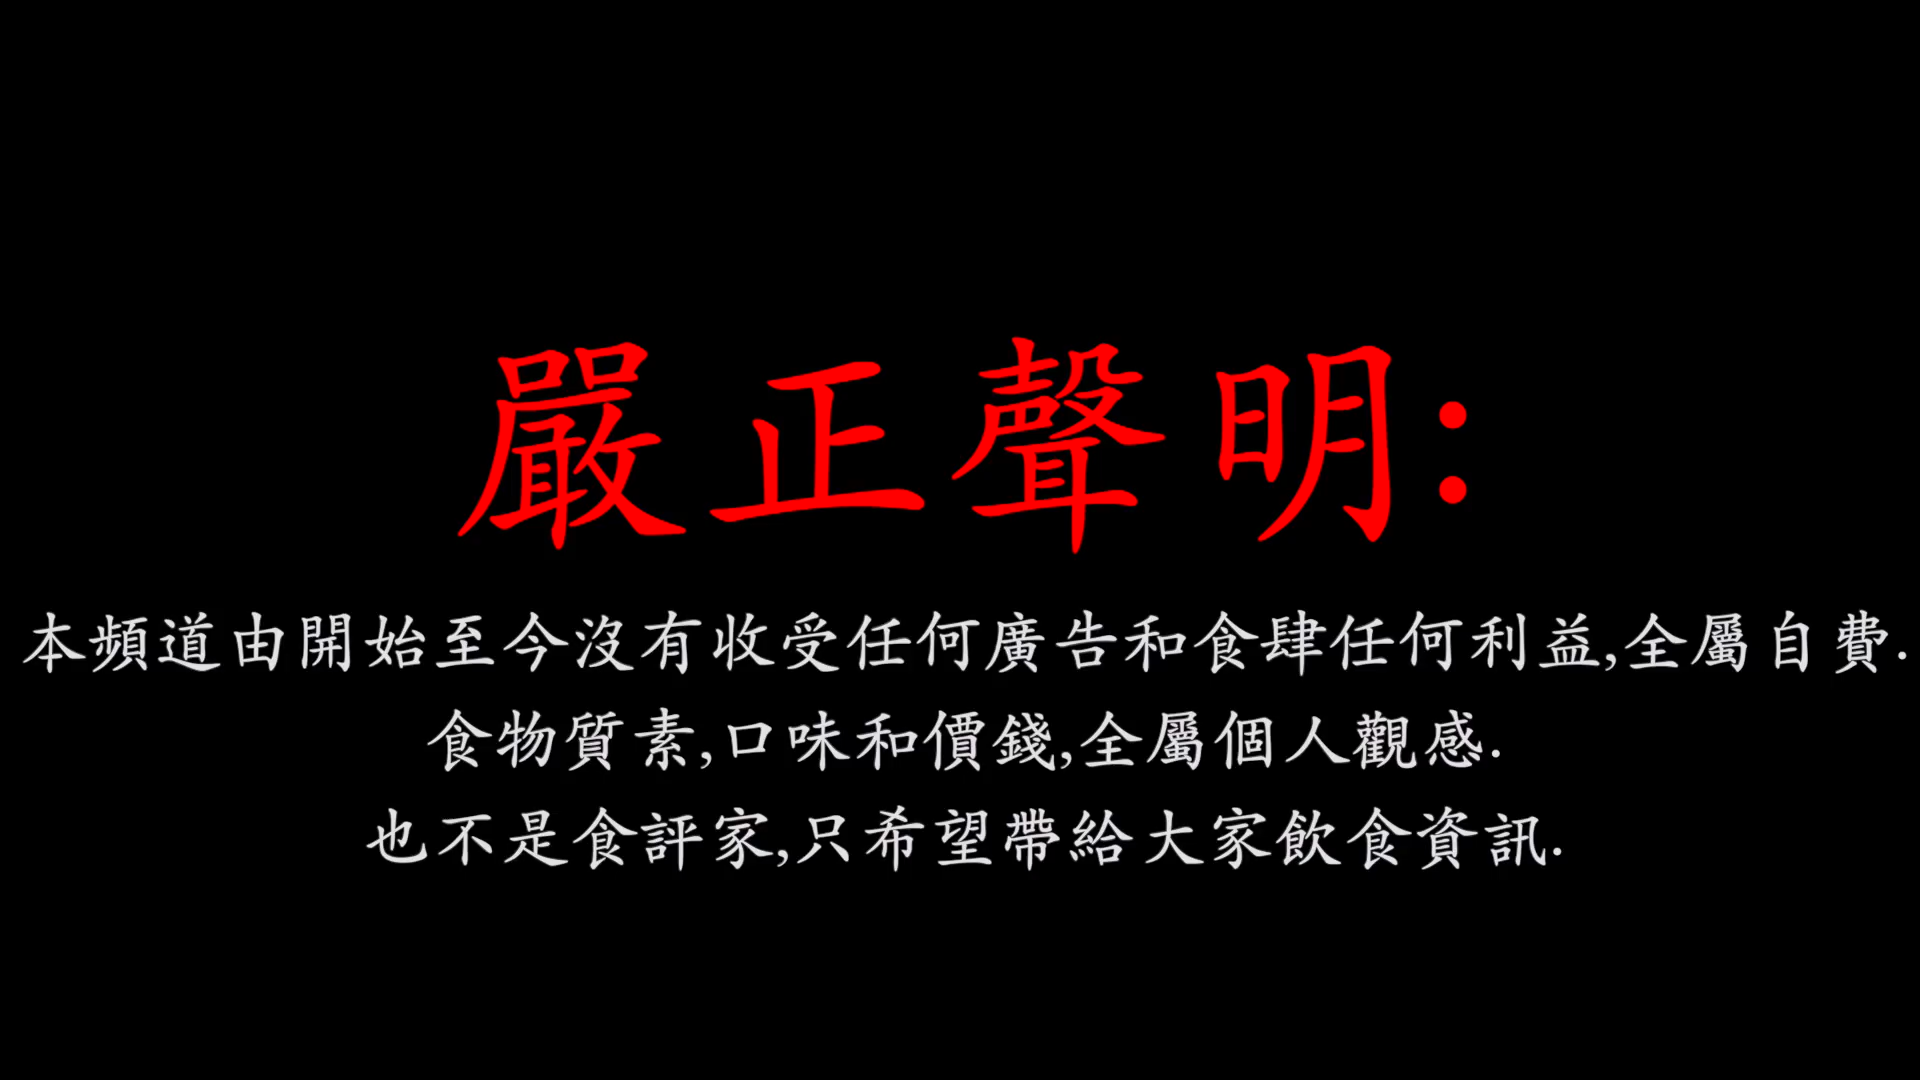 嚴正聲明:
本頻道由開始至今沒有收受任何廣告和食肆任何利益,全屬自費.
食物質素,口味和價錢,全屬個人觀感.
也不是食評家,只希望帶給大家飲食資訊.